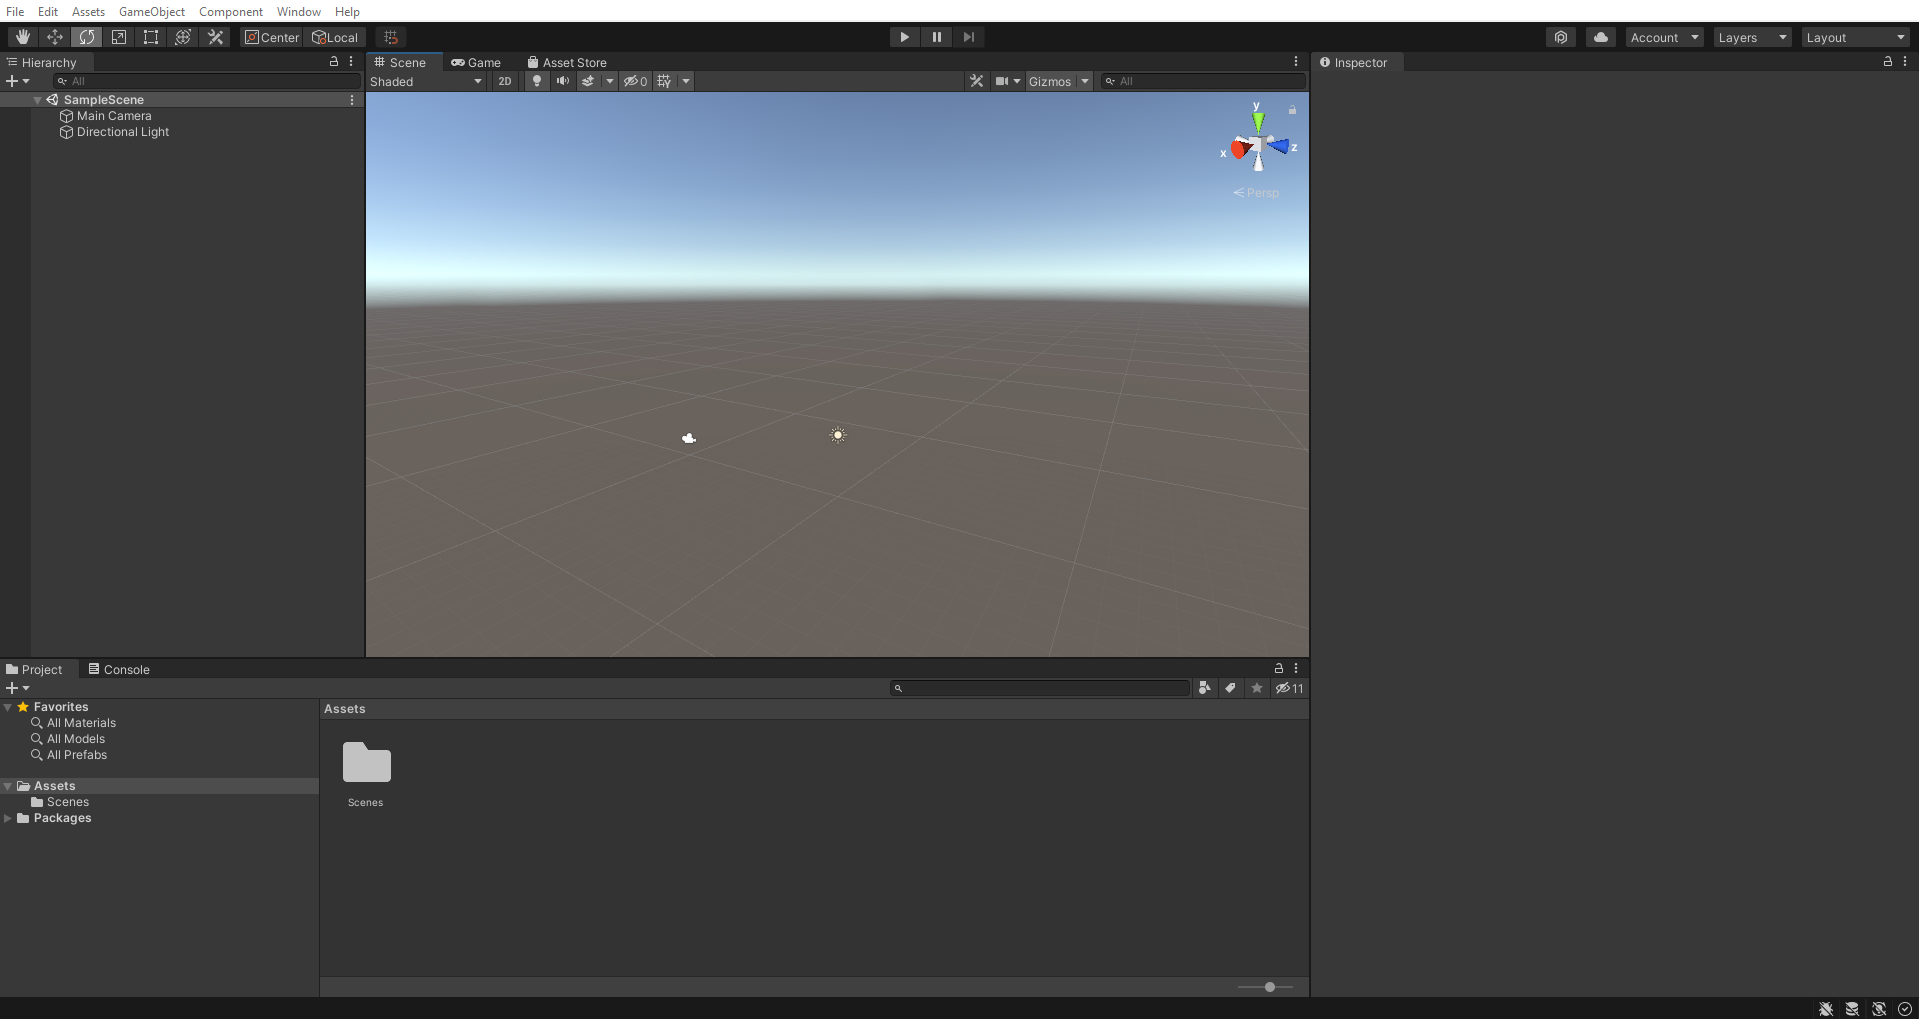 File Edit Assets GameObject Component Window Help
Center Local Account Layers Layout
Hierarchy
All
SampleScene
Main Camera
Directional Light
Scene Game Asset Store
Shaded 2D 0 Gizmos All
y
x z
Persp
Inspector
Project Console
11
Favorites
All Materials
All Models
All Prefabs
Assets
Scenes
Packages
Assets
Scenes